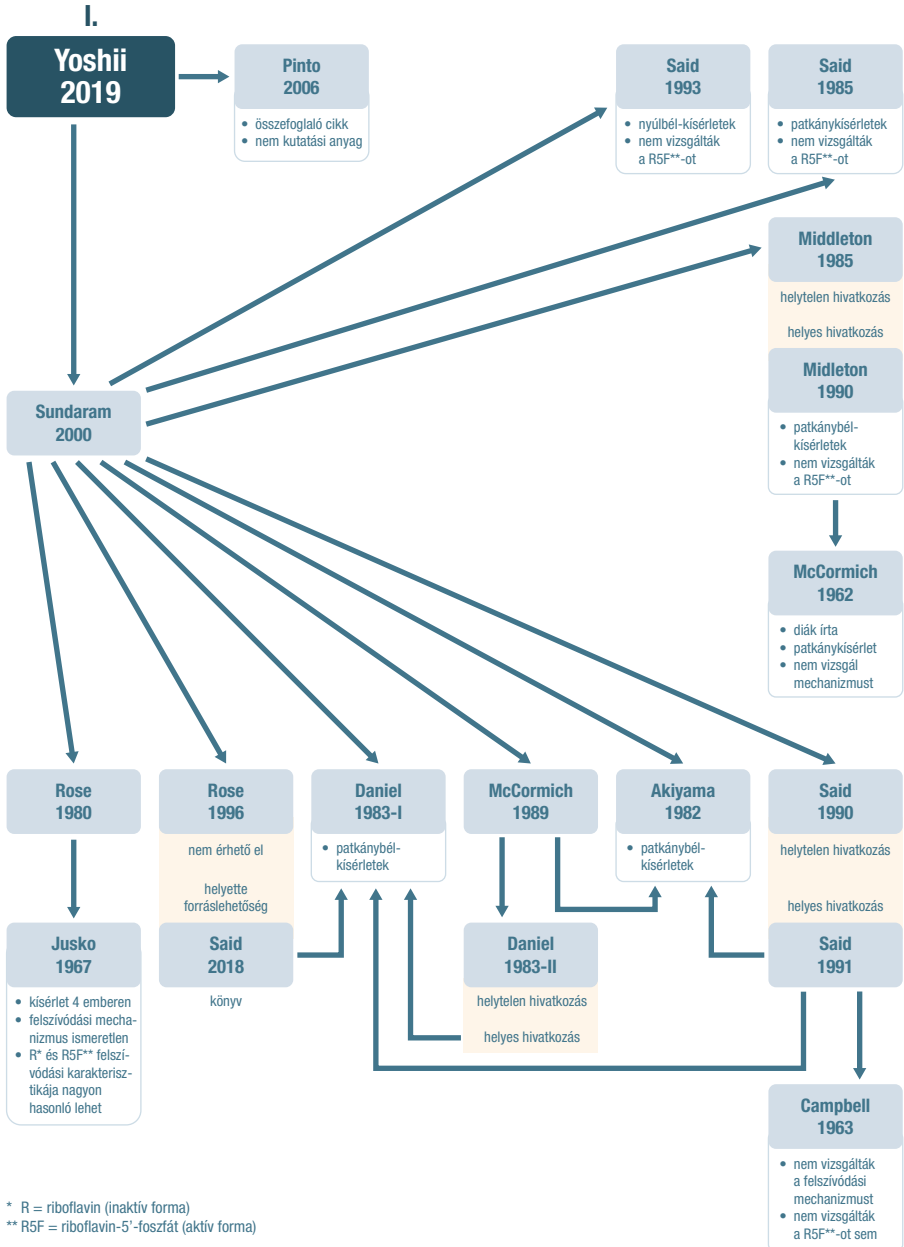 I.
Yoshii
2019
Pinto
2006
• összefoglaló cikk
• nem kutatási anyag
Said
1993
• nyúlbél-kísérletek
• nem vizsgálták
a R5F**-ot
Said
1985
• patkánykísérletek
• nem vizsgálták
a R5F**-ot
Middleton
1985
helytelen hivatkozás
helyes hivatkozás
Midleton
1990
• patkánybél-
kísérletek
• nem vizsgálták
a R5F**-ot
Sundaram
2000
McCormich
1962
• diák írta
• patkánykísérlet
• nem vizsgál
mechanizmust
Rose
1980
Rose
1996
nem érhető el
helyette
forráslehetőség
Said
2018
könyv
Daniel
1983-I
• patkánybél-
kísérletek
McCormich
1989
Akiyama
1982
• patkánybél-
kísérletek
Said
1990
helytelen hivatkozás
helyes hivatkozás
Said
1991
Jusko
1967
• kísérlet 4 emberen
• felszívódási mecha-
nizmus ismeretlen
• R* és R5F** felszí-
vódási karakterisz-
tikája nagyon
hasonló lehet
Daniel
1983-II
helytelen hivatkozás
helyes hivatkozás
Campbell
1963
• nem vizsgálták
a felszívódási
mechanizmust
• nem vizsgálták
a R5F**-ot sem
* R = riboflavin (inaktív forma)
** R5F = riboflavin-5'-foszfát (aktív forma)